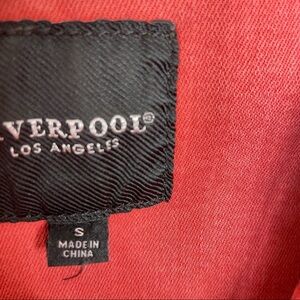 VERPOOL®
LOS ANGELES
S
MADE IN
CHINA